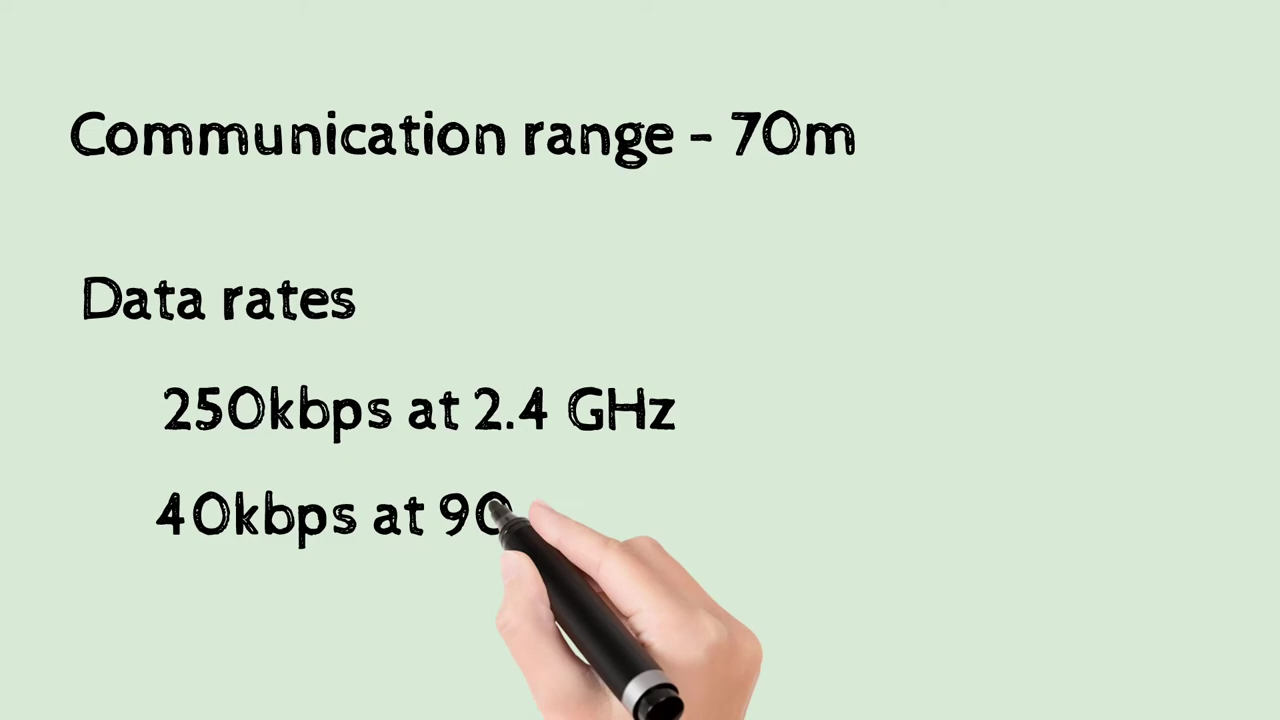 Communication range - 70m
Data rates
250kbps at 2.4 GHz
40kbps at 90